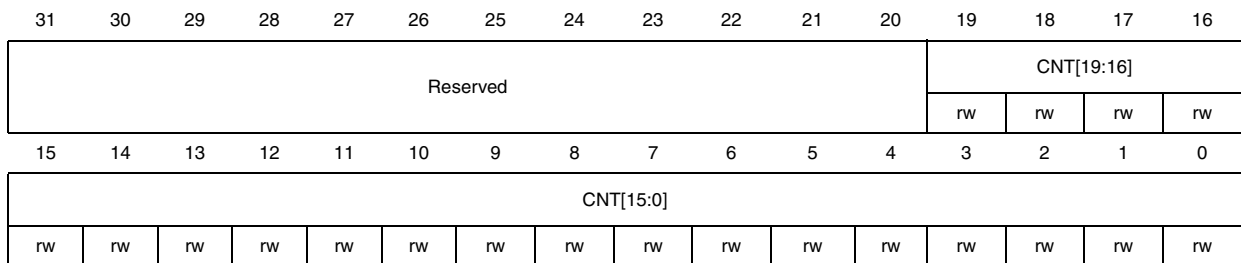 31 30 29 28 27 26 25 24 23 22 21 20 19 18 17 16
Reserved CNT[19:16]
rw rw rw rw
15 14 13 12 11 10 9 8 7 6 5 4 3 2 1 0
CNT[15:0]
rw rw rw rw rw rw rw rw rw rw rw rw rw rw rw rw